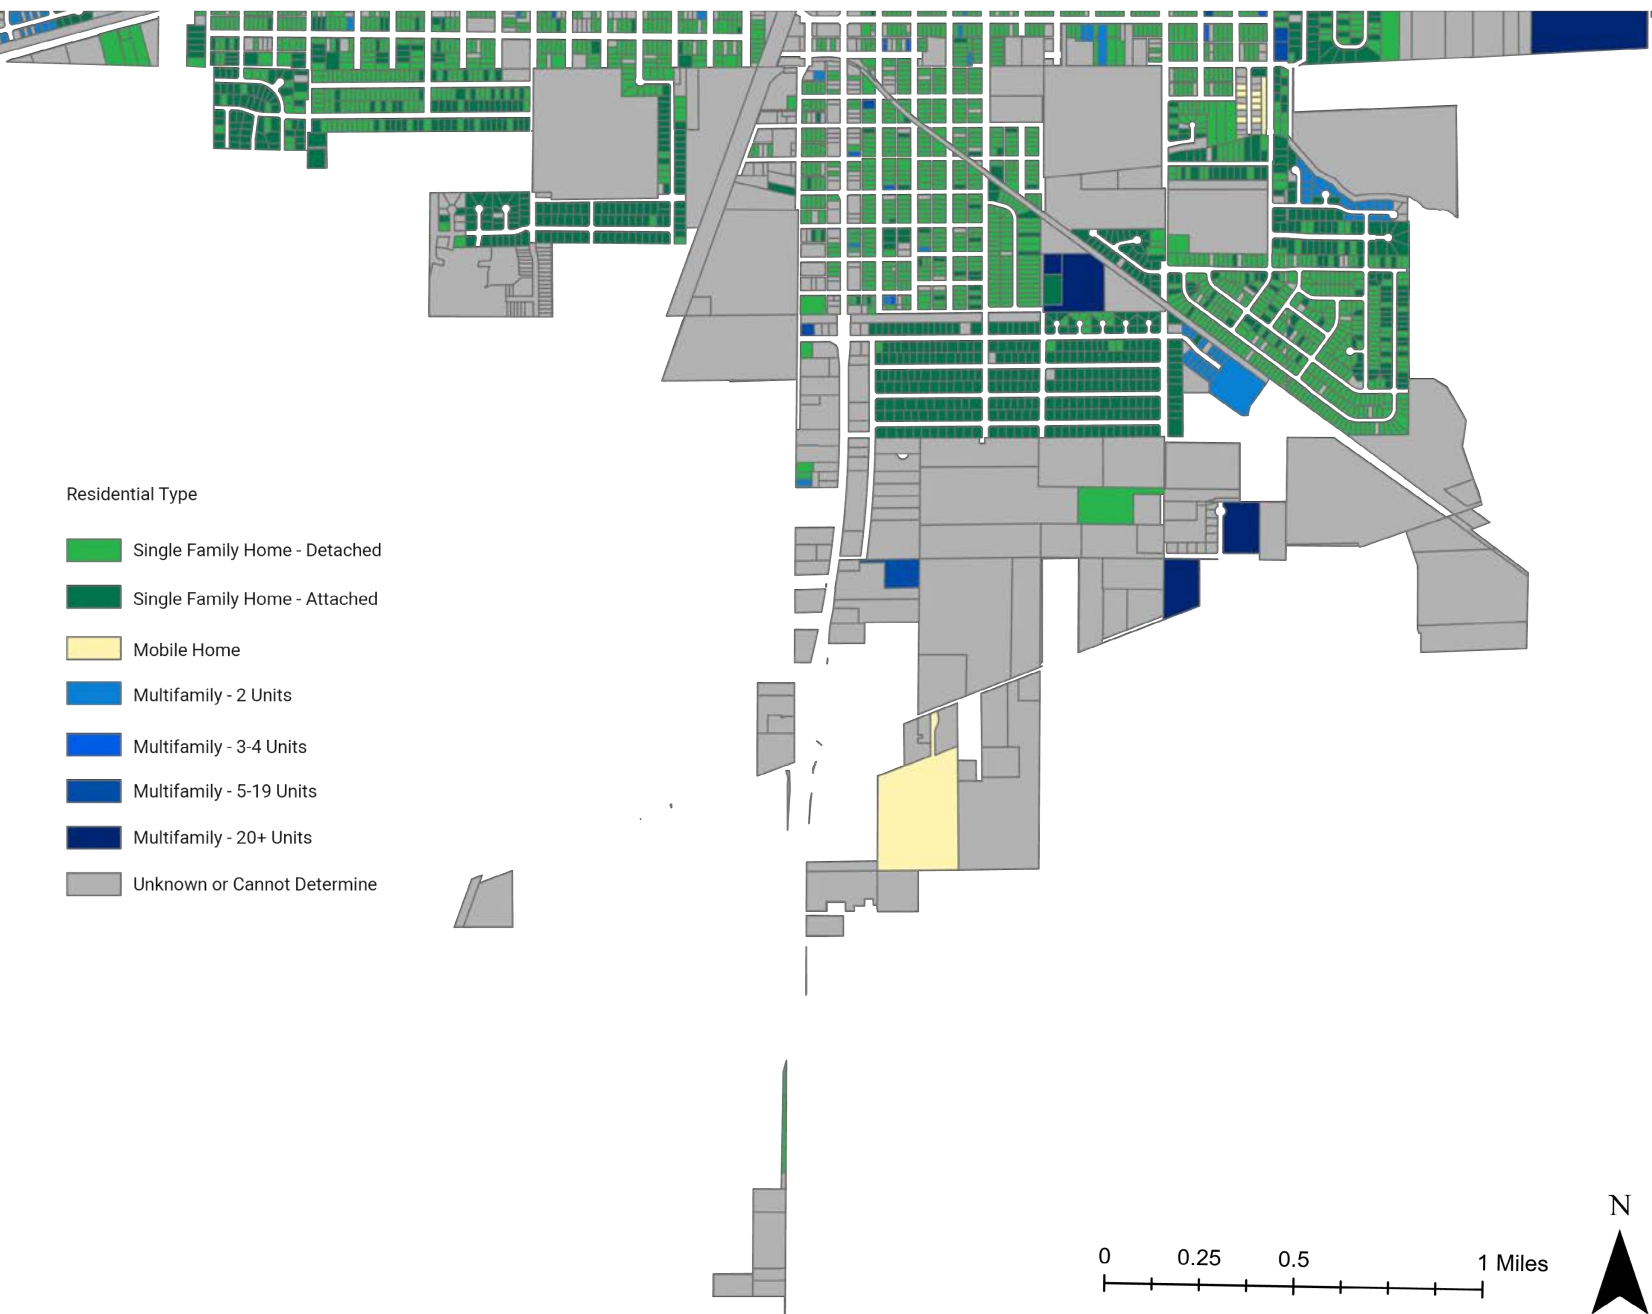 Residential Type
Single Family Home - Detached
Single Family Home - Attached
Mobile Home
Multifamily - 2 Units
Multifamily - 3-4 Units
Multifamily - 5-19 Units
Multifamily - 20+ Units
Unknown or Cannot Determine
N
0 0.25 0.5 1 Miles